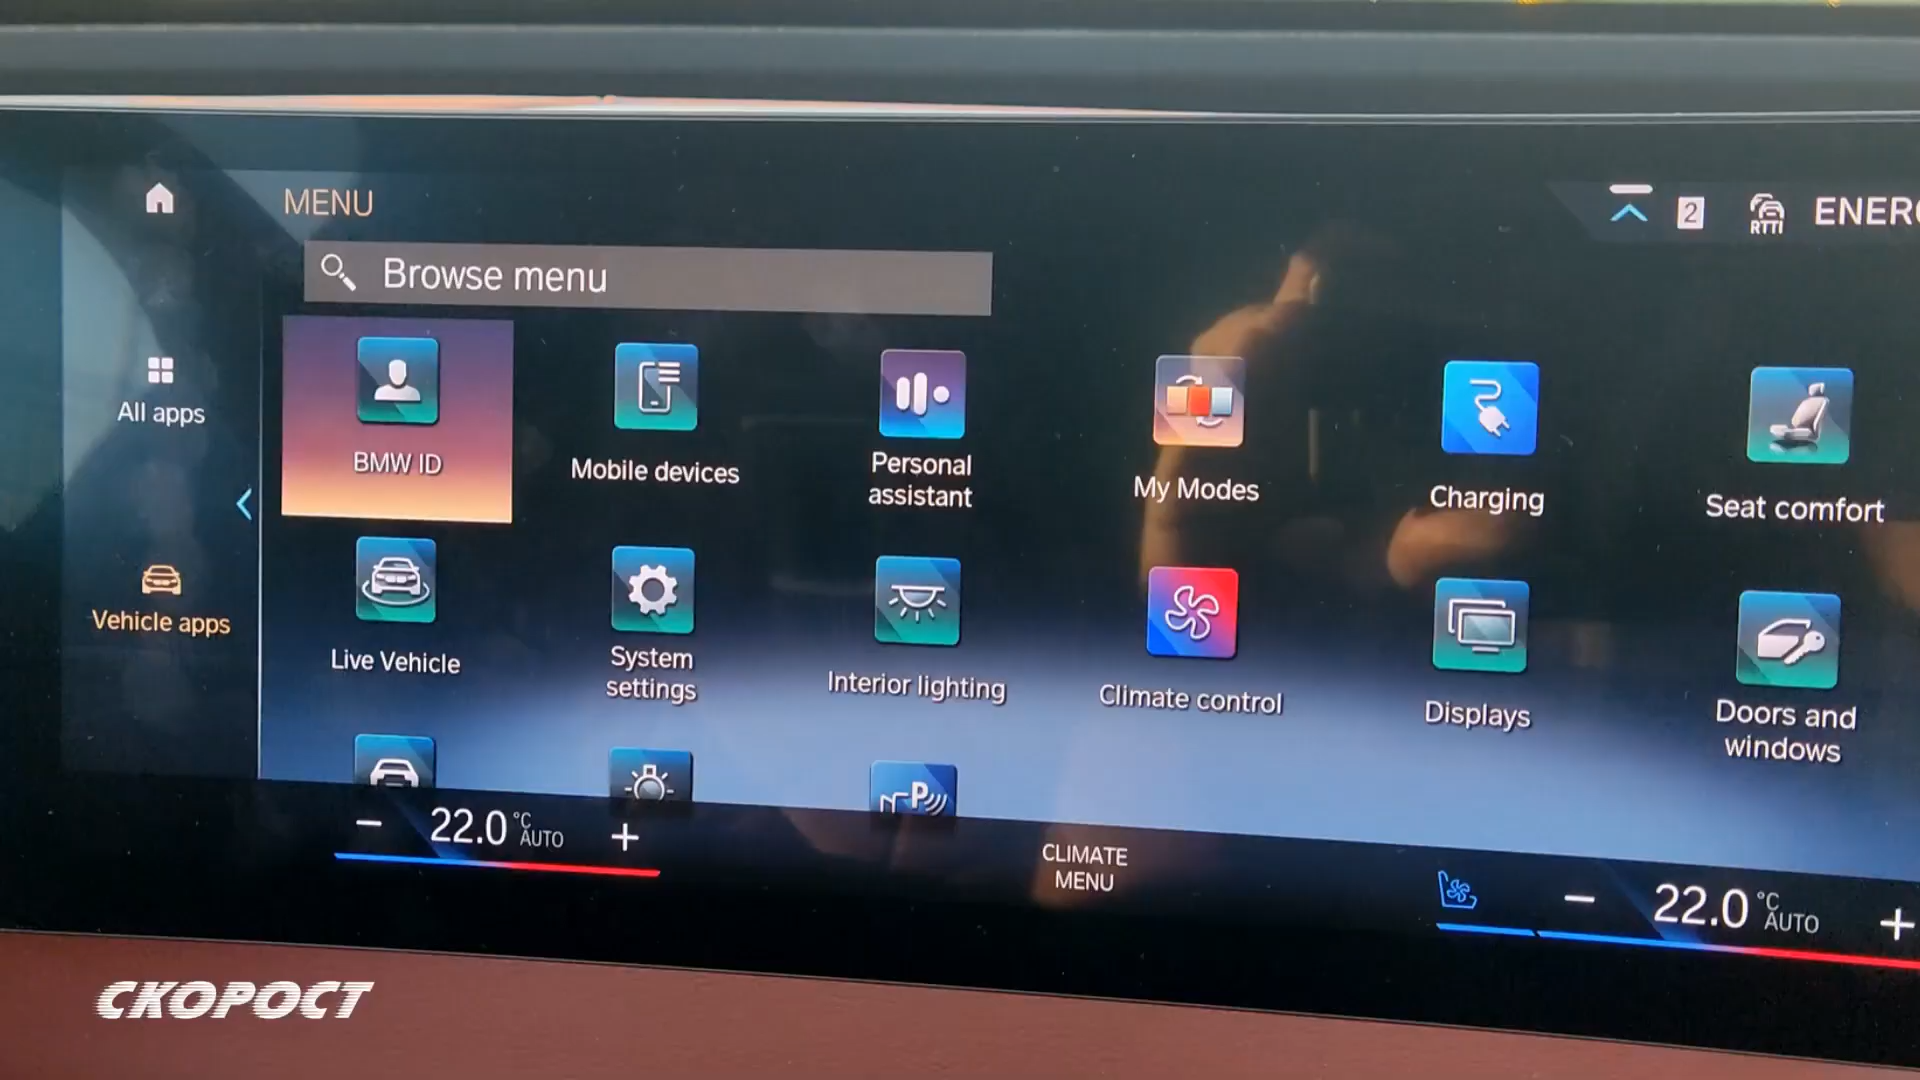 MENU
2
RTTI
ENERG
Browse menu
All apps
BMW ID
Mobile devices
Personal
assistant
My Modes
Charging
Seat comfort
Vehicle apps
Live Vehicle
System
settings
Interior lighting
Climate control
Displays
Doors and
windows
P
− 22.0 °C AUTO +
CLIMATE
MENU
− 22.0 °C AUTO +
СКОРОСТ